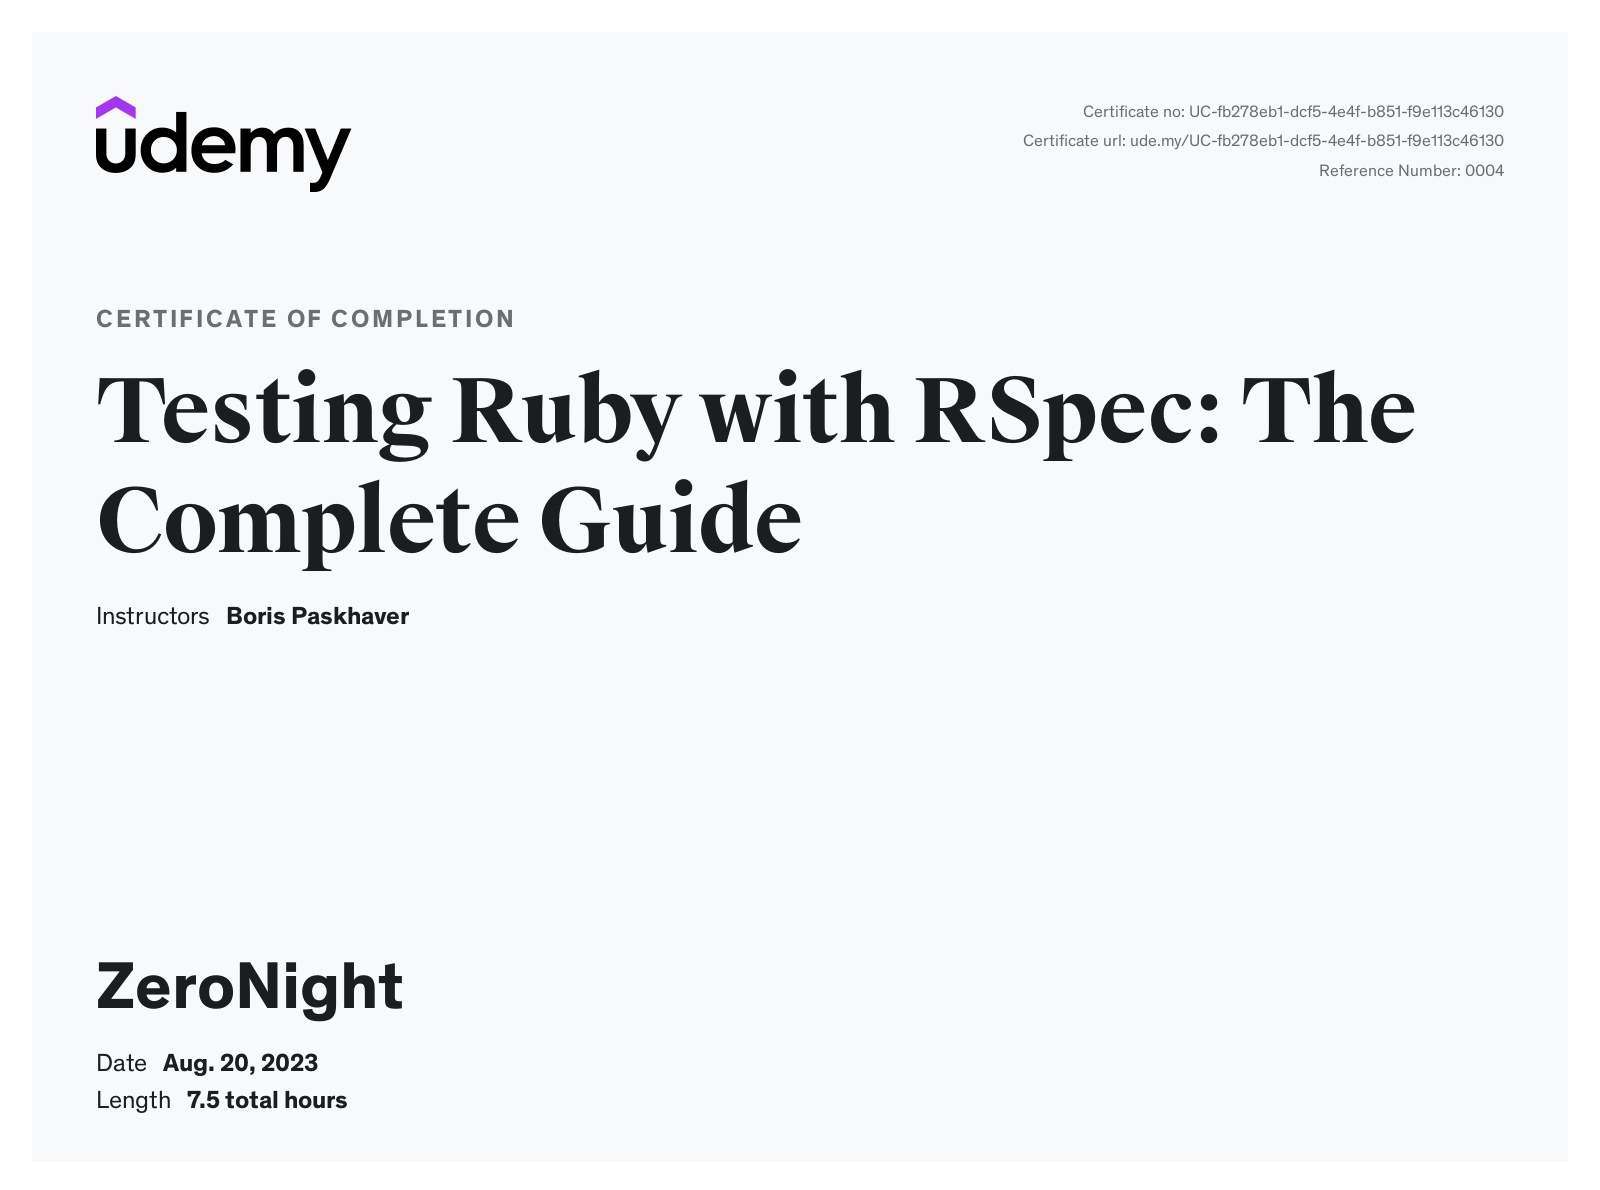 udemy
Certificate no: UC-fb278eb1-dcf5-4e4f-b851-f9e113c46130
Certificate url: ude.my/UC-fb278eb1-dcf5-4e4f-b851-f9e113c46130
Reference Number: 0004
CERTIFICATE OF COMPLETION
Testing Ruby with RSpec: The
Complete Guide
Instructors Boris Paskhaver
ZeroNight
Date Aug. 20, 2023
Length 7.5 total hours